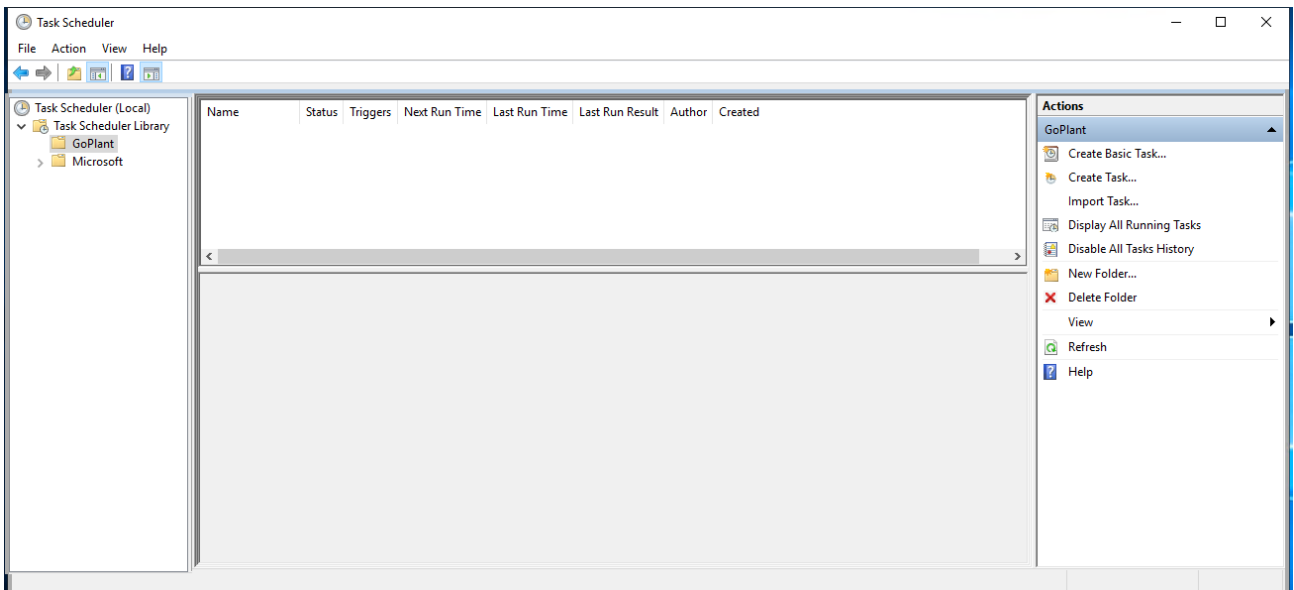 Task Scheduler
File Action View Help
?
Task Scheduler (Local)
Task Scheduler Library
GoPlant
Microsoft
Name Status Triggers Next Run Time Last Run Time Last Run Result Author Created
Actions
GoPlant
Create Basic Task...
Create Task...
Import Task...
Display All Running Tasks
Disable All Tasks History
New Folder...
Delete Folder
View
Refresh
? Help